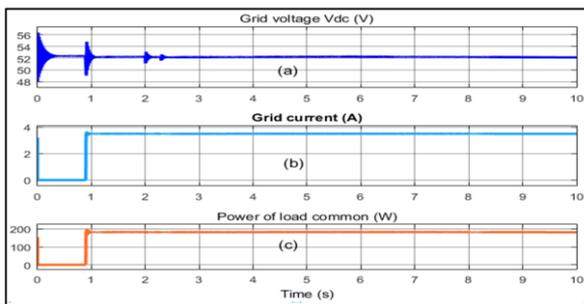 Grid voltage Vdc (V)
56
54
52
50
48
(a)
0 1 2 3 4 5 6 7 8 9 10
Grid current (A)
4
2
0
(b)
0 1 2 3 4 5 6 7 8 9 10
Power of load common (W)
200
100
0
(c)
0 1 2 3 4 5 6 7 8 9 10
Time (s)